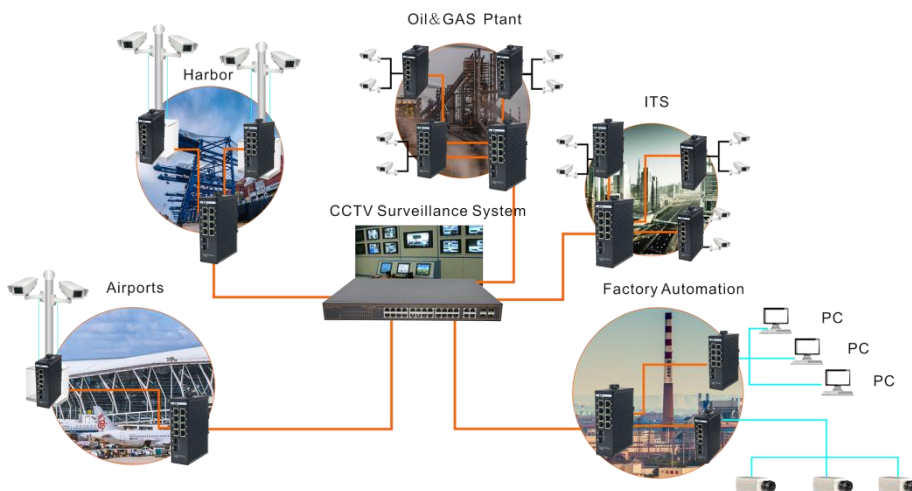 Oil&GAS Ptant
Harbor
ITS
CCTV Surveillance System
Airports
Factory Automation
PC
PC
PC